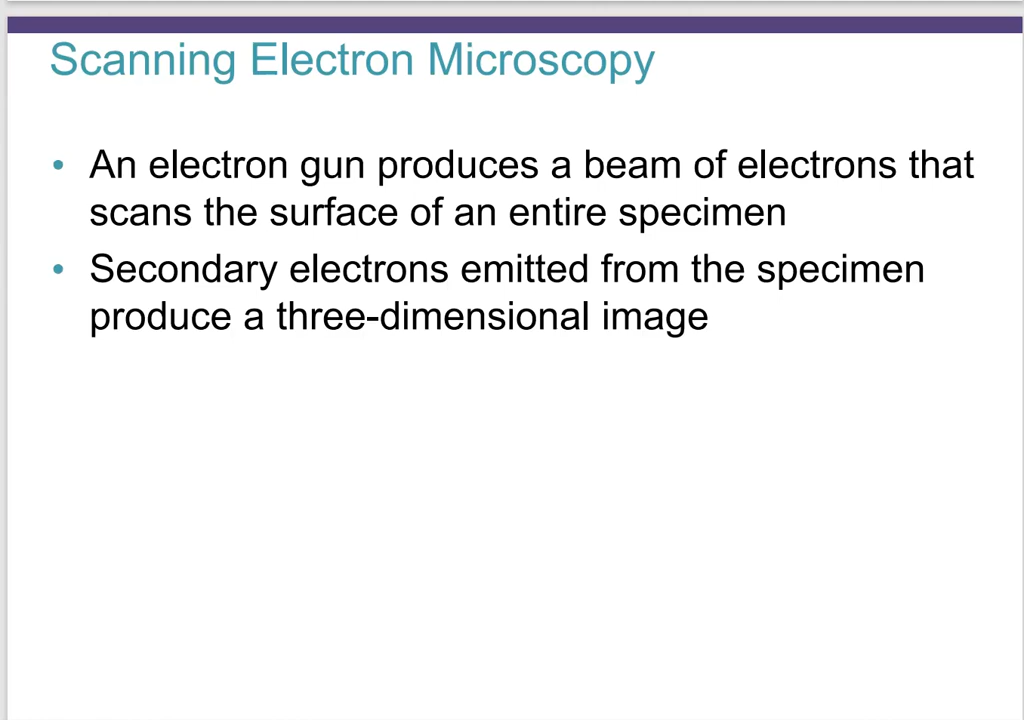 Scanning Electron Microscopy
• An electron gun produces a beam of electrons that
scans the surface of an entire specimen
• Secondary electrons emitted from the specimen
produce a three-dimensional image